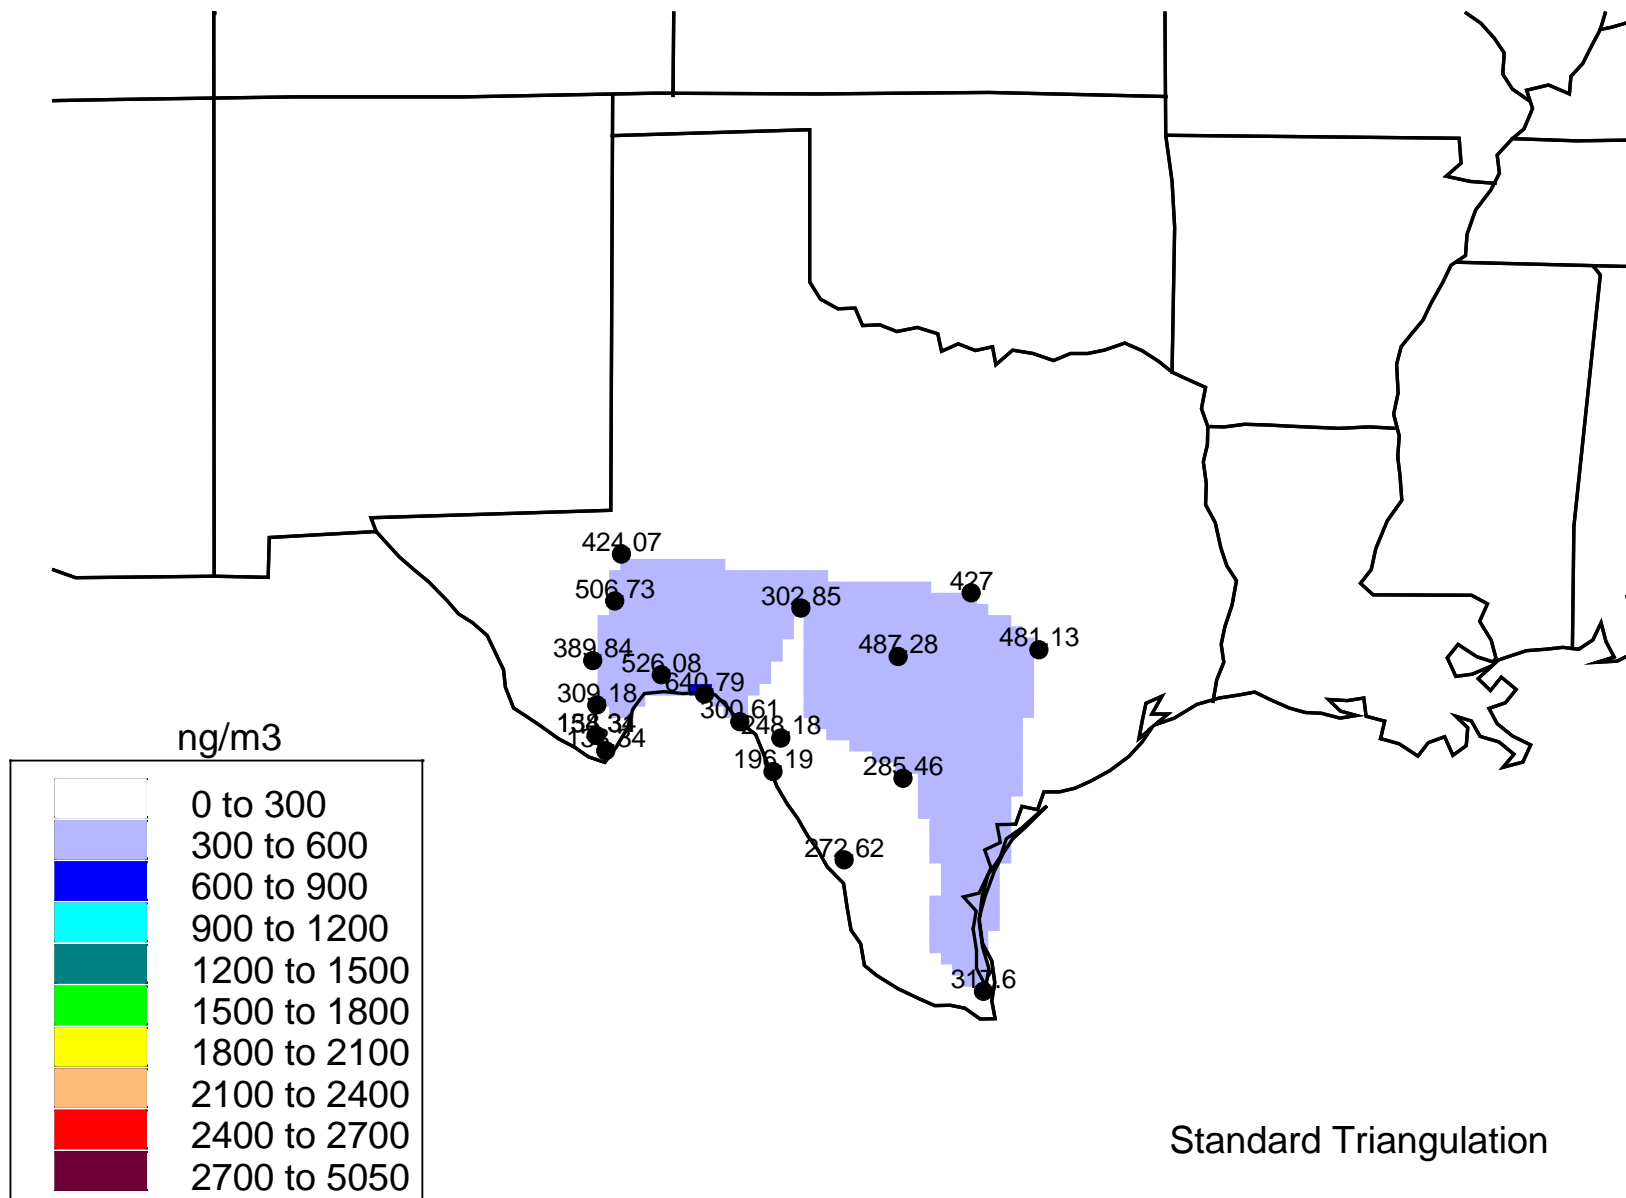 424.07
506.73
302.85
427
389.84
526.08
487.28
481.13
640.79
309.18
300.61
248.18
196.19
285.46
272.62
317.6
ng/m3
0 to 300
300 to 600
600 to 900
900 to 1200
1200 to 1500
1500 to 1800
1800 to 2100
2100 to 2400
2400 to 2700
2700 to 5050
Standard Triangulation